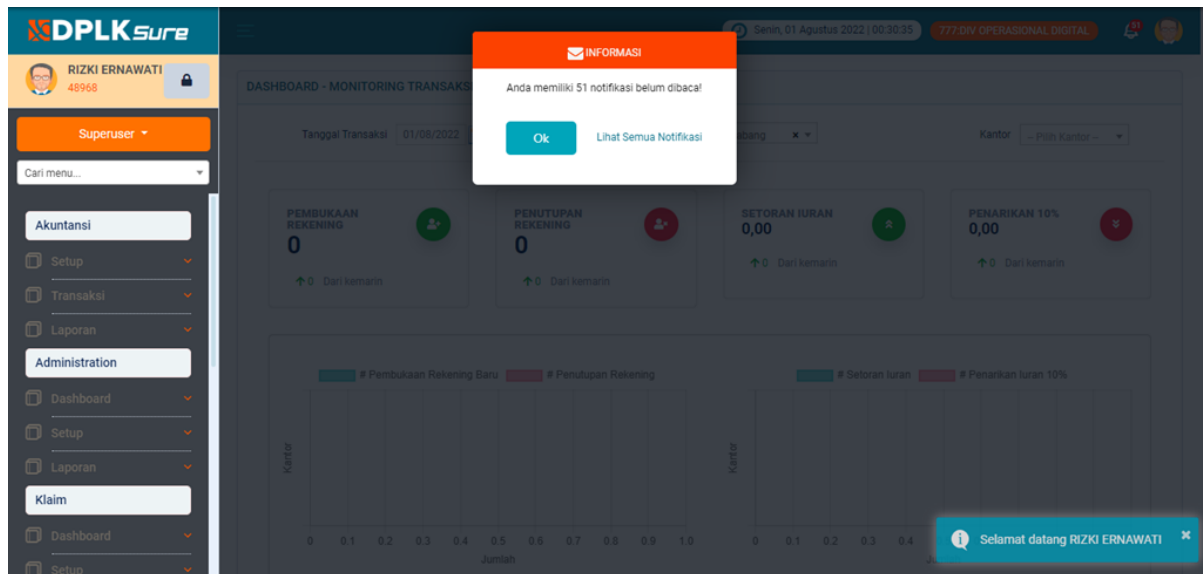 DPLKSure
Senin, 01 Agustus 2022 | 00:30:35
777:DIV OPERASIONAL DIGITAL
51
RIZKI ERNAWATI
48968
Superuser
Cari menu...
Akuntansi
Setup
Transaksi
Laporan
Administration
Dashboard
Setup
Laporan
Klaim
Dashboard
Setup
INFORMASI
Anda memiliki 51 notifikasi belum dibaca!
Ok
Lihat Semua Notifikasi
DASHBOARD - MONITORING TRANSAKS
Tanggal Transaksi
01/08/2022
abang
Kantor
-- Pilih Kantor --
PEMBUKAAN
REKENING
0
0 Dari kemarin
PENUTUPAN
REKENING
0
0 Dari kemarin
SETORAN IURAN
0,00
0 Dari kemarin
PENARIKAN 10%
0,00
0 Dari kemarin
# Pembukaan Rekening Baru
# Penutupan Rekening
Kantor
0 0.1 0.2 0.3 0.4 0.5 0.6 0.7 0.8 0.9 1.0
Jumlah
# Setoran Iuran
# Penarikan Iuran 10%
Kantor
0 0.1 0.2 0.3 0.4
Selamat datang RIZKI ERNAWATI